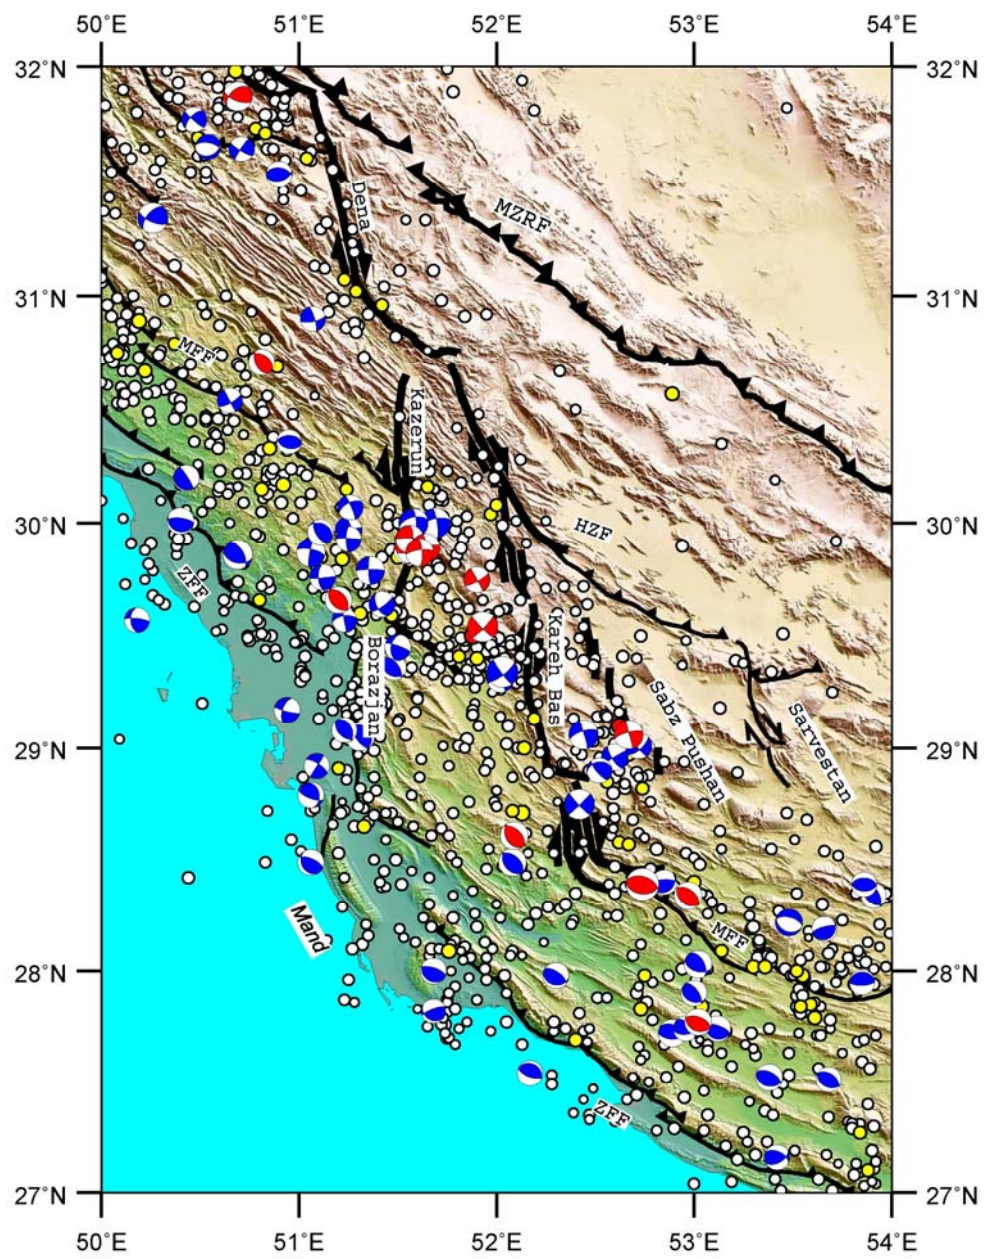 50°E 51°E 52°E 53°E 54°E
32°N 32°N
Dena
MZRF
31°N 31°N
MFF
Kazerun
30°N 30°N
HZF
ZFF
Borazjan
Kareh Bas
Sabz Pushan
Sarvestan
29°N 29°N
Mand
MFF
28°N 28°N
ZFF
27°N 27°N
50°E 51°E 52°E 53°E 54°E